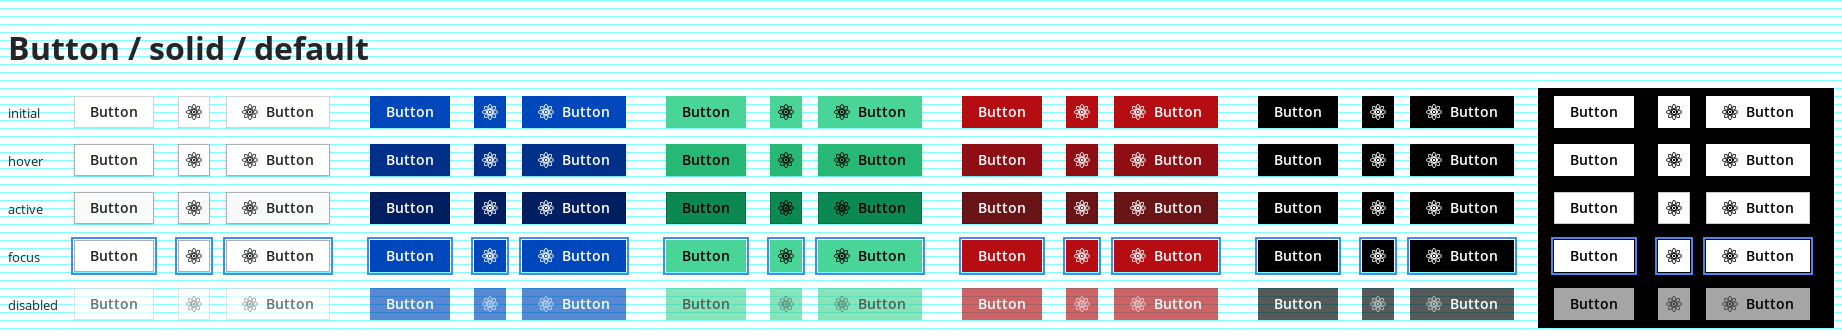 Button / solid / default
initial Button Button Button Button Button Button Button Button Button Button Button Button
hover Button Button Button Button Button Button Button Button Button Button Button Button
active Button Button Button Button Button Button Button Button Button Button Button Button
focus Button Button Button Button Button Button Button Button Button Button Button Button
disabled Button Button Button Button Button Button Button Button Button Button Button Button